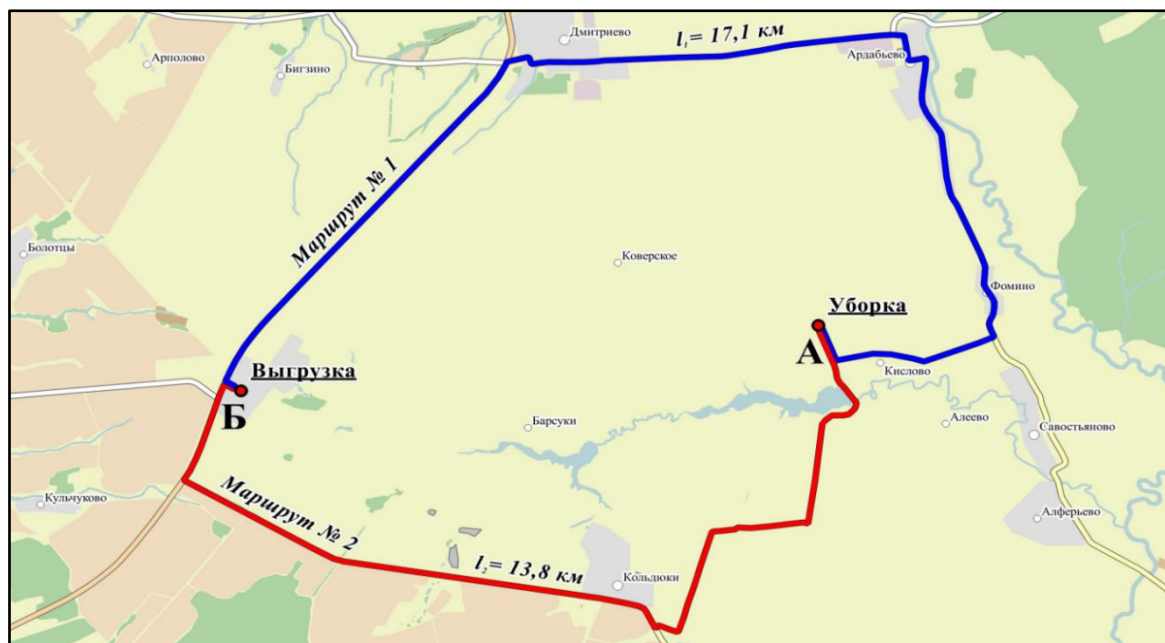 Дмитриево
l₁= 17,1 км
Арполово
Бигзино
Ардабьево
Маршрут № 1
Болотцы
Коверское
Фомино
Уборка
А
Кислово
Выгрузка
Б
Барсуки
Алеево
Савостьяново
Кульчуково
Маршрут № 2
Алферьево
l₂= 13,8 км
Кольдюки